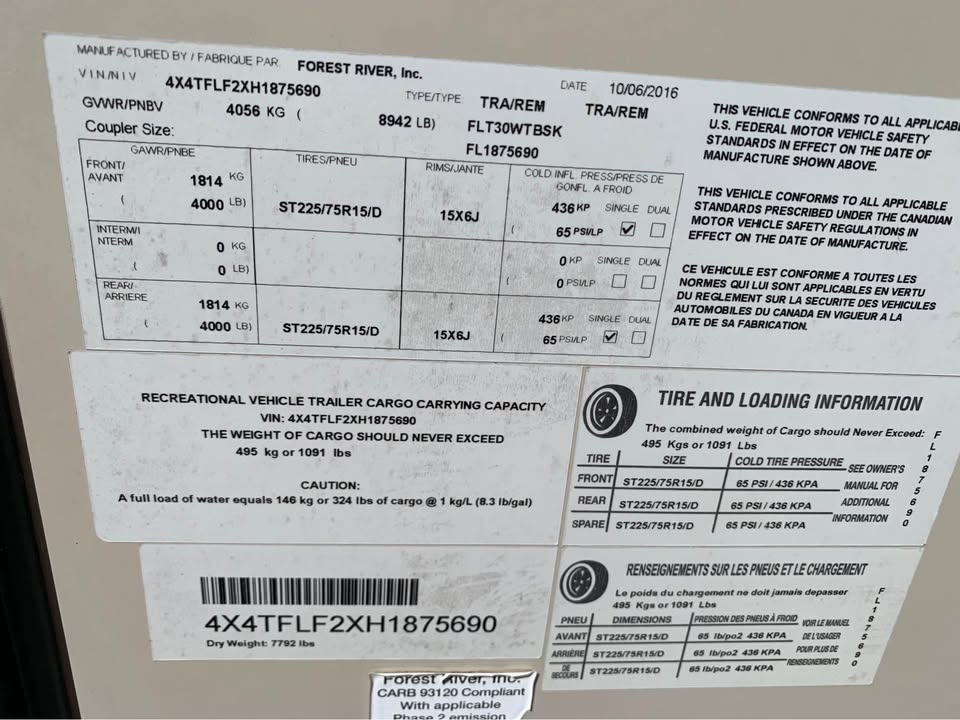 MANUFACTURED BY / FABRIQUE PAR FOREST RIVER, Inc.
VIN/NIV 4X4TFLF2XH1875690 DATE 10/06/2016
GVWR/PNBV 4056 KG ( 8942 LB) TYPE/TYPE TRA/REM TRA/REM
Coupler Size: FLT30WTBSK
FL1875690
GAWR/PNBE TIRES/PNEU RIMS/JANTE COLD INFL. PRESS/PRESS DE GONFL. A FROID
FRONT/ AVANT 1814 KG
( 4000 LB) ST225/75R15/D 15X6J 436 KP SINGLE DUAL
( 65 PSI/LP
INTERM/I
NTERM 0 KG 0 KP SINGLE DUAL
( 0 LB) ( 0 PSI/LP
REAR/
ARRIERE 1814 KG 436 KP SINGLE DUAL
( 4000 LB) ST225/75R15/D 15X6J ( 65 PSI/LP
THIS VEHICLE CONFORMS TO ALL APPLICABL
U.S. FEDERAL MOTOR VEHICLE SAFETY
STANDARDS IN EFFECT ON THE DATE OF
MANUFACTURE SHOWN ABOVE.
THIS VEHICLE CONFORMS TO ALL APPLICABLE
STANDARDS PRESCRIBED UNDER THE CANADIAN
MOTOR VEHICLE SAFETY REGULATIONS IN
EFFECT ON THE DATE OF MANUFACTURE.
CE VEHICULE EST CONFORME A TOUTES LES
NORMES QUI LUI SONT APPLICABLES EN VERTU
DU REGLEMENT SUR LA SECURITE DES VEHICULES
AUTOMOBILES DU CANADA EN VIGUEUR A LA
DATE DE SA FABRICATION.
RECREATIONAL VEHICLE TRAILER CARGO CARRYING CAPACITY
VIN: 4X4TFLF2XH1875690
THE WEIGHT OF CARGO SHOULD NEVER EXCEED
495 kg or 1091 lbs
CAUTION:
A full load of water equals 146 kg or 324 lbs of cargo @ 1 kg/L (8.3 lb/gal)
TIRE AND LOADING INFORMATION
The combined weight of Cargo should Never Exceed:
495 Kgs or 1091 Lbs
TIRE SIZE COLD TIRE PRESSURE
FRONT ST225/75R15/D 65 PSI / 436 KPA
REAR ST225/75R15/D 65 PSI / 436 KPA
SPARE ST225/75R15/D 65 PSI / 436 KPA
SEE OWNER'S
MANUAL FOR
ADDITIONAL
INFORMATION
FL1875690
4X4TFLF2XH1875690
Dry Weight: 7792 lbs
RENSEIGNEMENTS SUR LES PNEUS ET LE CHARGEMENT
Le poids du chargement ne doit jamais depasser
495 Kgs or 1091 Lbs
PNEU DIMENSIONS PRESSION DES PNEUS À FROID
AVANT ST225/75R15/D 65 lb/po2 436 KPA
ARRIÈRE ST225/75R15/D 65 lb/po2 436 KPA
DE SECOURS ST225/75R15/D 65 lb/po2 436 KPA
VOIR LE MANUEL
DE L'USAGER
POUR PLUS DE
RENSEIGNEMENTS
FL1875690
Forest River, Inc.
CARB 93120 Compliant
With applicable
Phase 2 emission